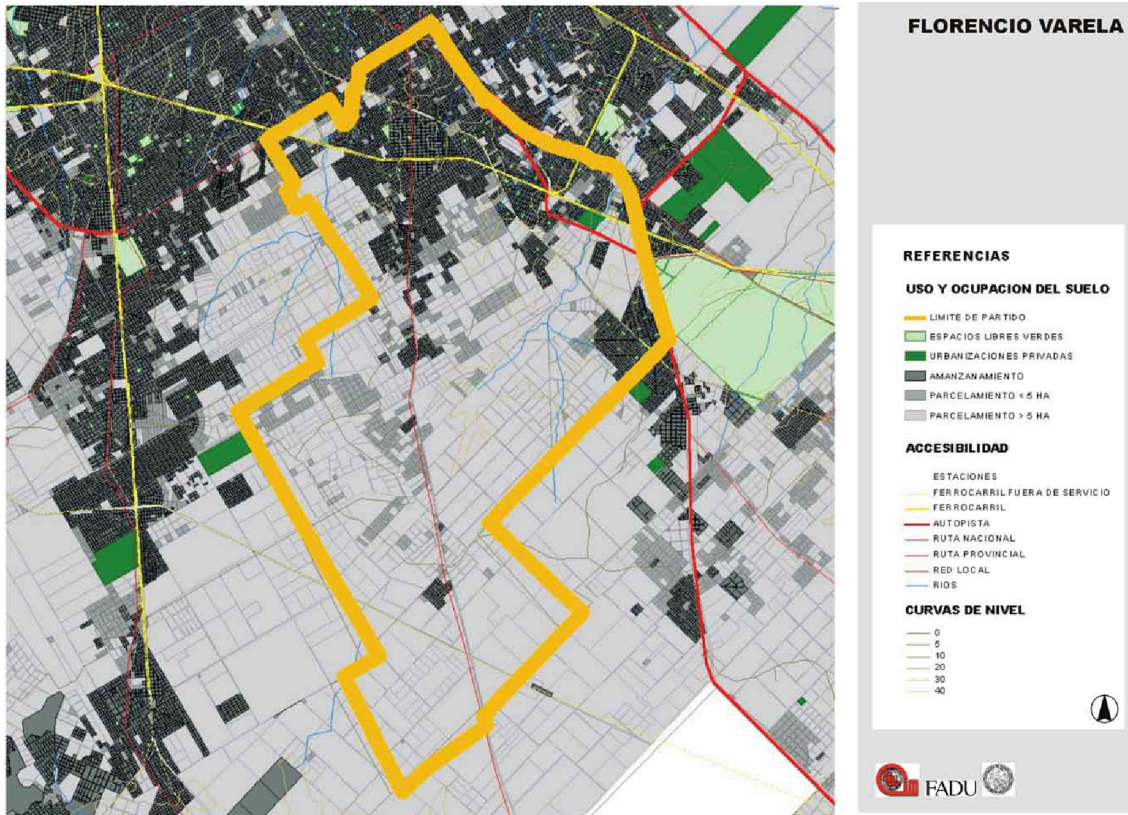 FLORENCIO VARELA
REFERENCIAS
USO Y OCUPACION DEL SUELO
LIMITE DE PARTIDO
ESPACIOS LIBRES VERDES
URBANIZACIONES PRIVADAS
AMANZANAMIENTO
PARCELAMIENTO < 5 HA
PARCELAMIENTO > 5 HA
ACCESIBILIDAD
ESTACIONES
FERROCARRIL FUERA DE SERVICIO
FERROCARRIL
AUTOPISTA
RUTA NACIONAL
RUTA PROVINCIAL
RED LOCAL
RIOS
CURVAS DE NIVEL
0
5
10
20
30
40
FADU